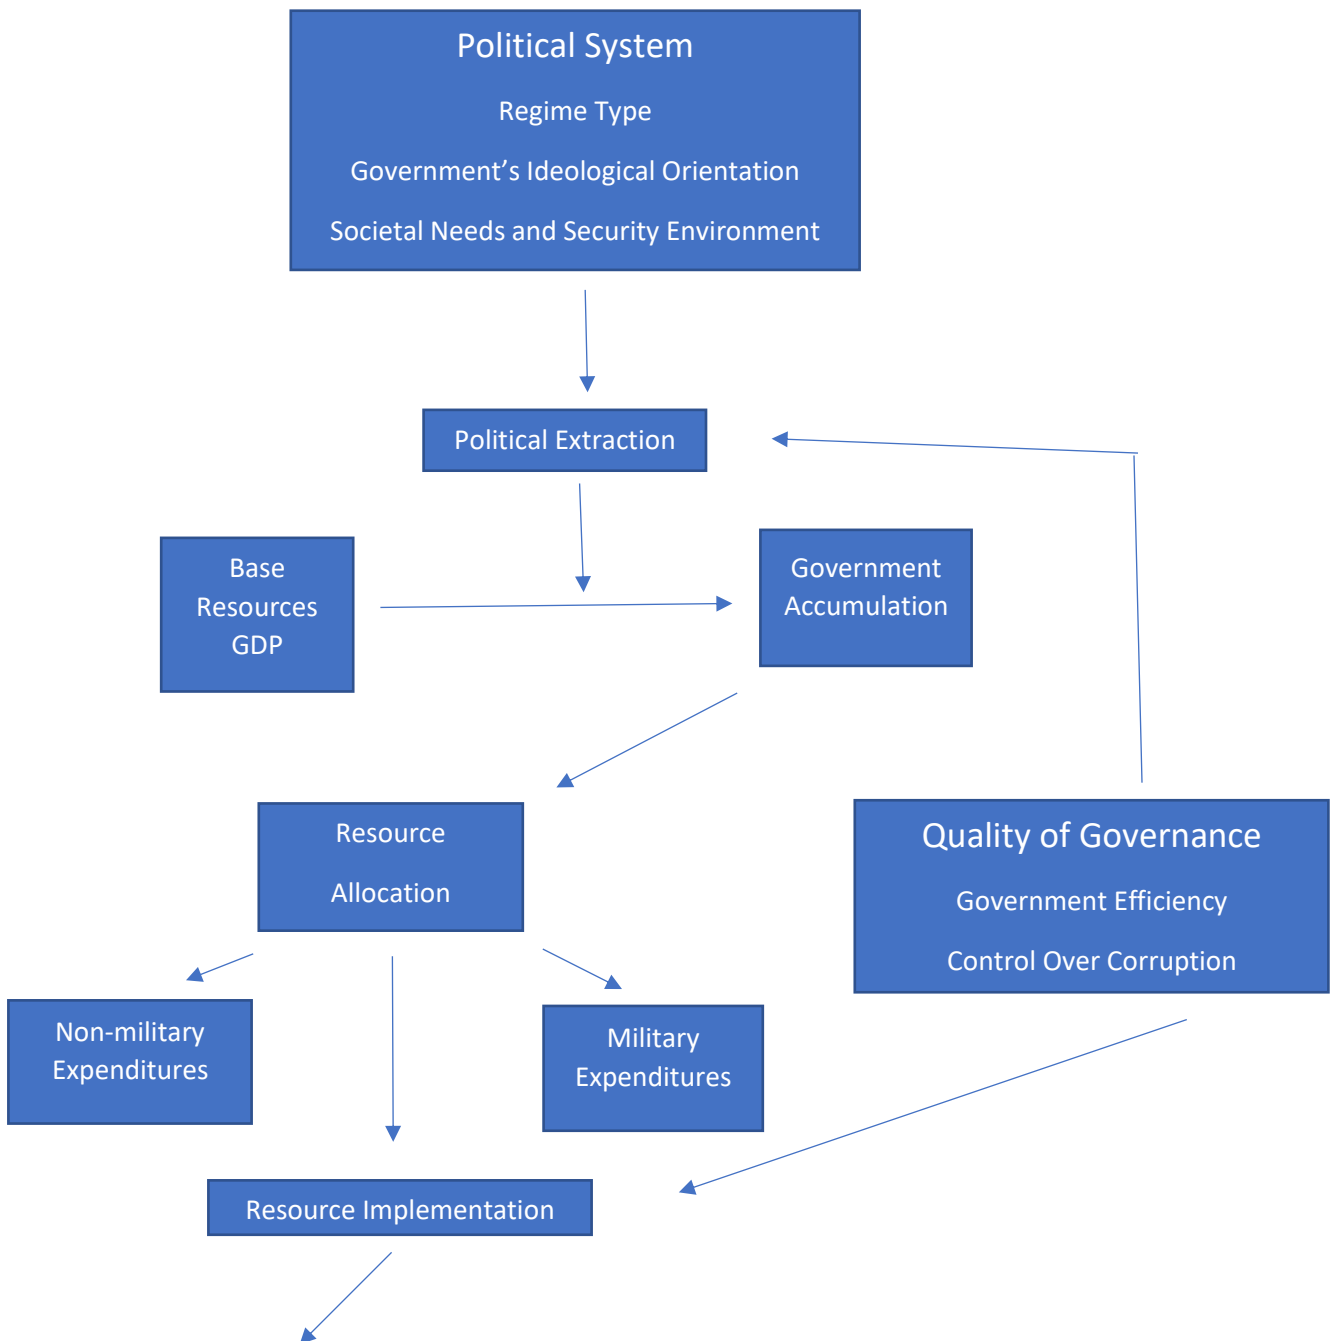 Political System
Regime Type
Government’s Ideological Orientation
Societal Needs and Security Environment
Political Extraction
Base
Resources
GDP
Government
Accumulation
Resource
Allocation
Quality of Governance
Government Efficiency
Control Over Corruption
Non-military
Expenditures
Military
Expenditures
Resource Implementation